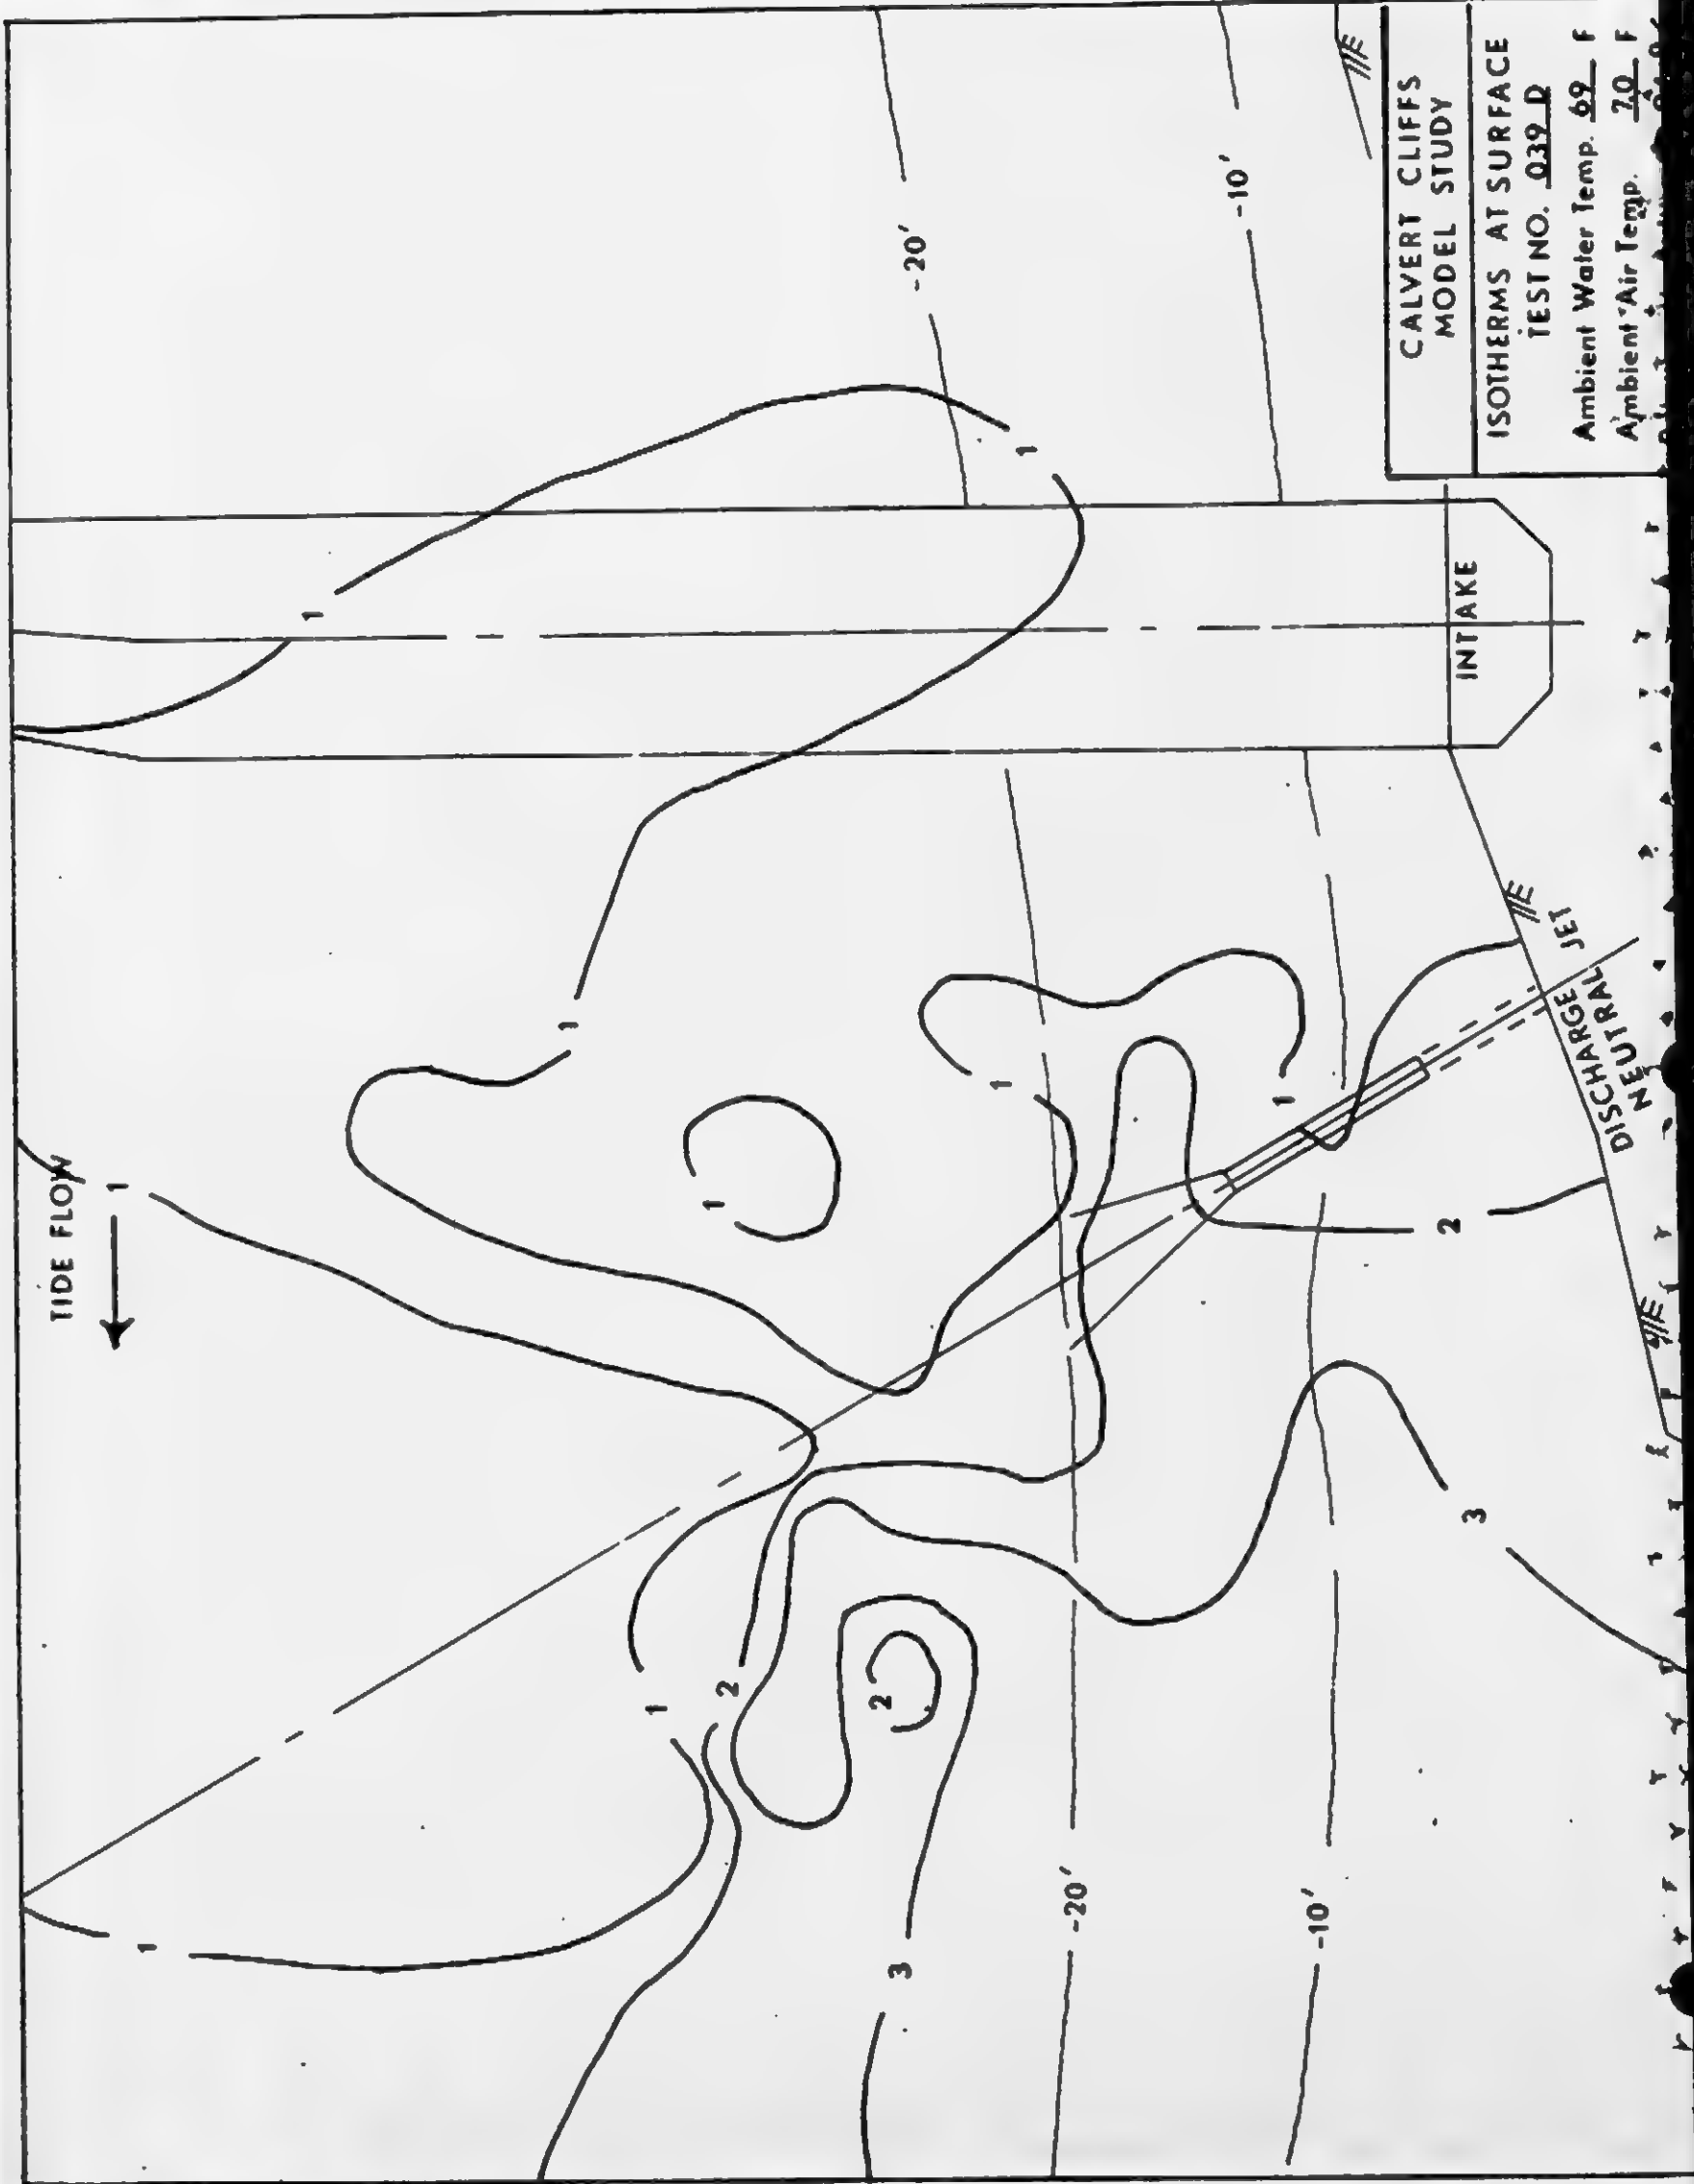 TIDE FLOW
1
1
1
1
1
1
1
1
1
1
2
2
2
3
3
-20'
-10'
-20'
-10'
INTAKE
DISCHARGE JET
NEUTRAL
CALVERT CLIFFS
MODEL STUDY
ISOTHERMS AT SURFACE
TEST NO. 039 D
Ambient Water Temp. 69 F
Ambient Air Temp. 70 F